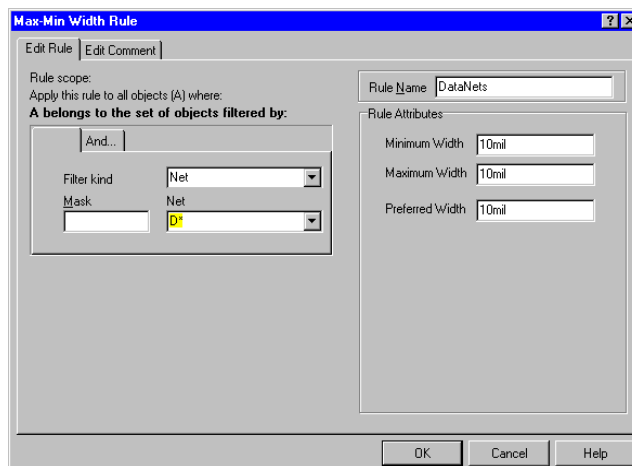 Max-Min Width Rule
Edit Rule Edit Comment
Rule scope:
Apply this rule to all objects (A) where:
A belongs to the set of objects filtered by:
And...
Filter kind Net
Mask Net
D*
Rule Name DataNets
Rule Attributes
Minimum Width 10mil
Maximum Width 10mil
Preferred Width 10mil
OK Cancel Help